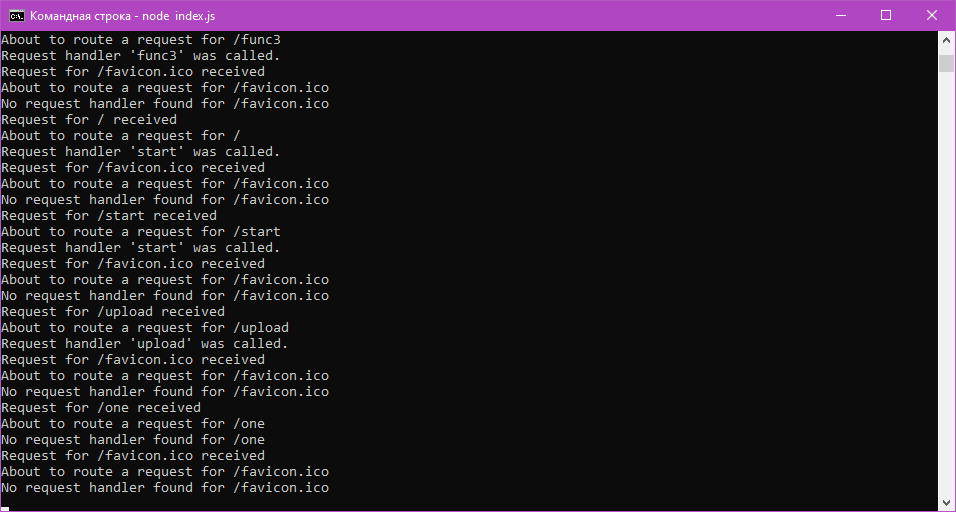 Командная строка - node index.js
About to route a request for /func3
Request handler 'func3' was called.
Request for /favicon.ico received
About to route a request for /favicon.ico
No request handler found for /favicon.ico
Request for / received
About to route a request for /
Request handler 'start' was called.
Request for /favicon.ico received
About to route a request for /favicon.ico
No request handler found for /favicon.ico
Request for /start received
About to route a request for /start
Request handler 'start' was called.
Request for /favicon.ico received
About to route a request for /favicon.ico
No request handler found for /favicon.ico
Request for /upload received
About to route a request for /upload
Request handler 'upload' was called.
Request for /favicon.ico received
About to route a request for /favicon.ico
No request handler found for /favicon.ico
Request for /one received
About to route a request for /one
No request handler found for /one
Request for /favicon.ico received
About to route a request for /favicon.ico
No request handler found for /favicon.ico